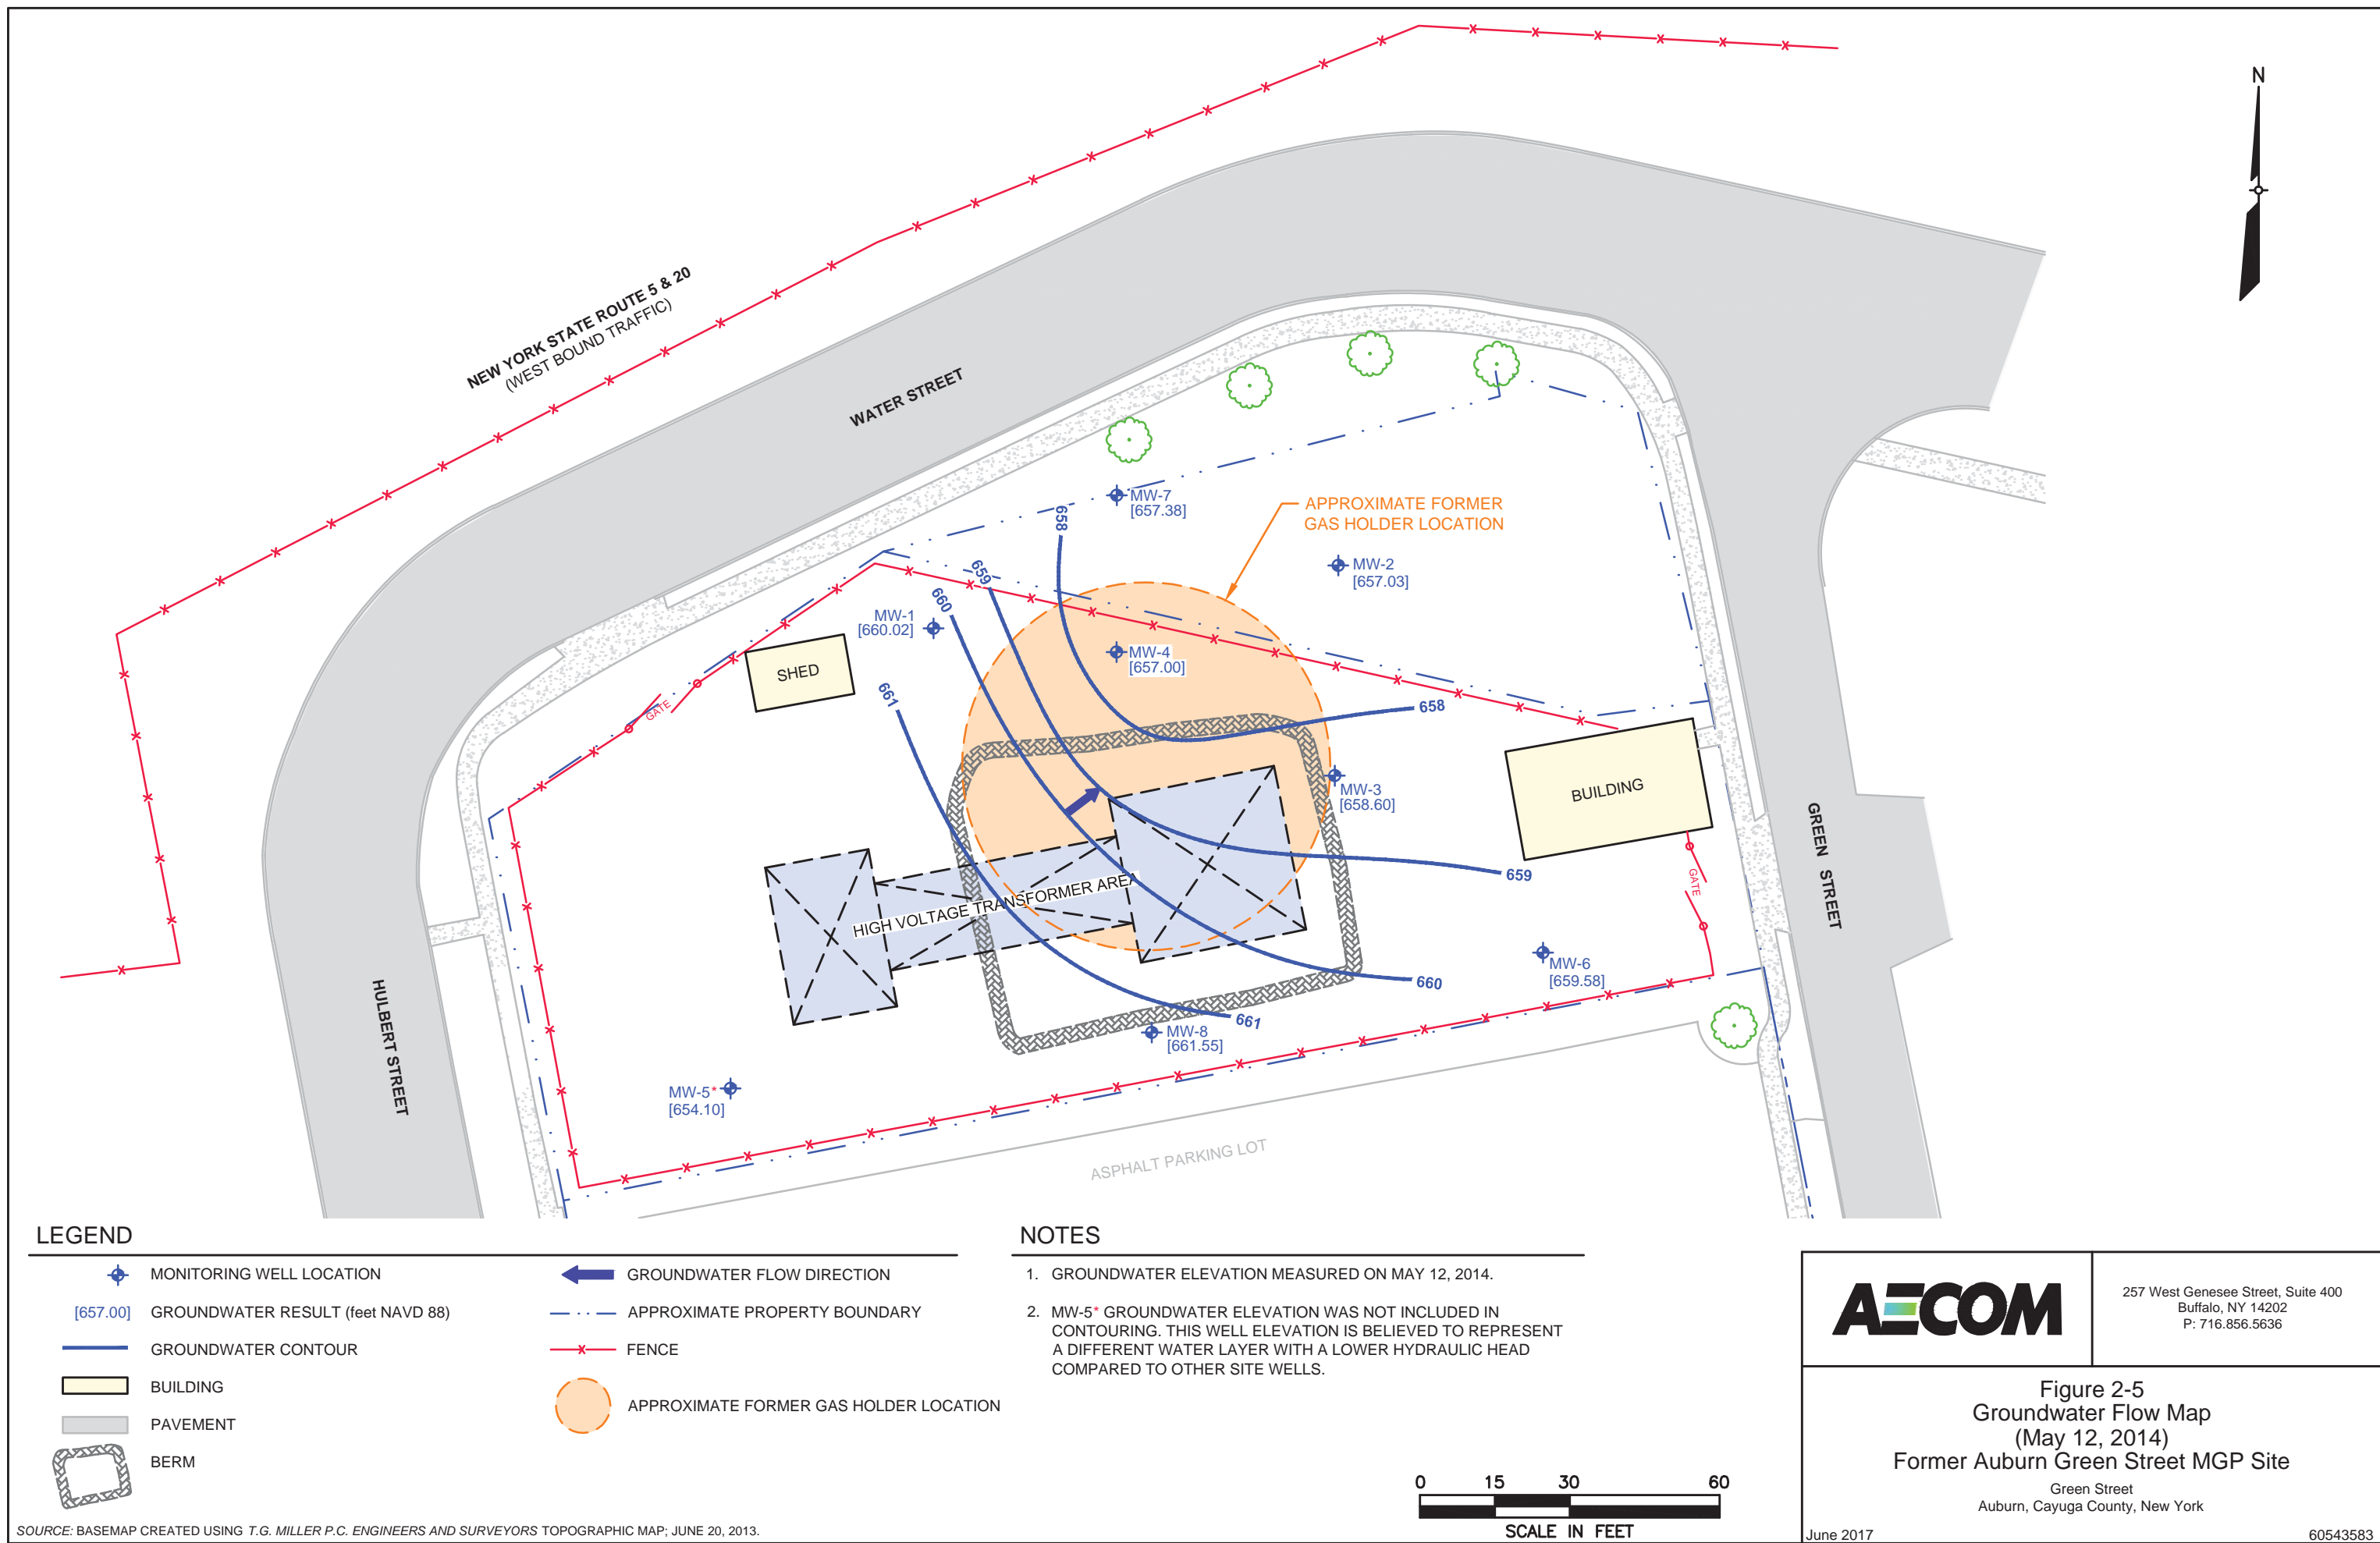 N
NEW YORK STATE ROUTE 5 & 20
(WEST BOUND TRAFFIC)
WATER STREET
MW-7
[657.38]
658
APPROXIMATE FORMER
GAS HOLDER LOCATION
MW-2
[657.03]
659
660
MW-1
[660.02]
MW-4
[657.00]
SHED
661
GATE
658
MW-3
[658.60]
BUILDING
GREEN STREET
659
GATE
HIGH VOLTAGE TRANSFORMER AREA
MW-6
[659.58]
660
661
HULBERT STREET
MW-8
[661.55]
MW-5*
[654.10]
ASPHALT PARKING LOT
LEGEND
MONITORING WELL LOCATION
[657.00] GROUNDWATER RESULT (feet NAVD 88)
GROUNDWATER CONTOUR
BUILDING
PAVEMENT
BERM
GROUNDWATER FLOW DIRECTION
APPROXIMATE PROPERTY BOUNDARY
FENCE
APPROXIMATE FORMER GAS HOLDER LOCATION
NOTES
1. GROUNDWATER ELEVATION MEASURED ON MAY 12, 2014.
2. MW-5* GROUNDWATER ELEVATION WAS NOT INCLUDED IN
CONTOURING. THIS WELL ELEVATION IS BELIEVED TO REPRESENT
A DIFFERENT WATER LAYER WITH A LOWER HYDRAULIC HEAD
COMPARED TO OTHER SITE WELLS.
0 15 30 60
SCALE IN FEET
SOURCE: BASEMAP CREATED USING T.G. MILLER P.C. ENGINEERS AND SURVEYORS TOPOGRAPHIC MAP; JUNE 20, 2013.
AECOM
257 West Genesee Street, Suite 400
Buffalo, NY 14202
P: 716.856.5636
Figure 2-5
Groundwater Flow Map
(May 12, 2014)
Former Auburn Green Street MGP Site
Green Street
Auburn, Cayuga County, New York
June 2017 60543583